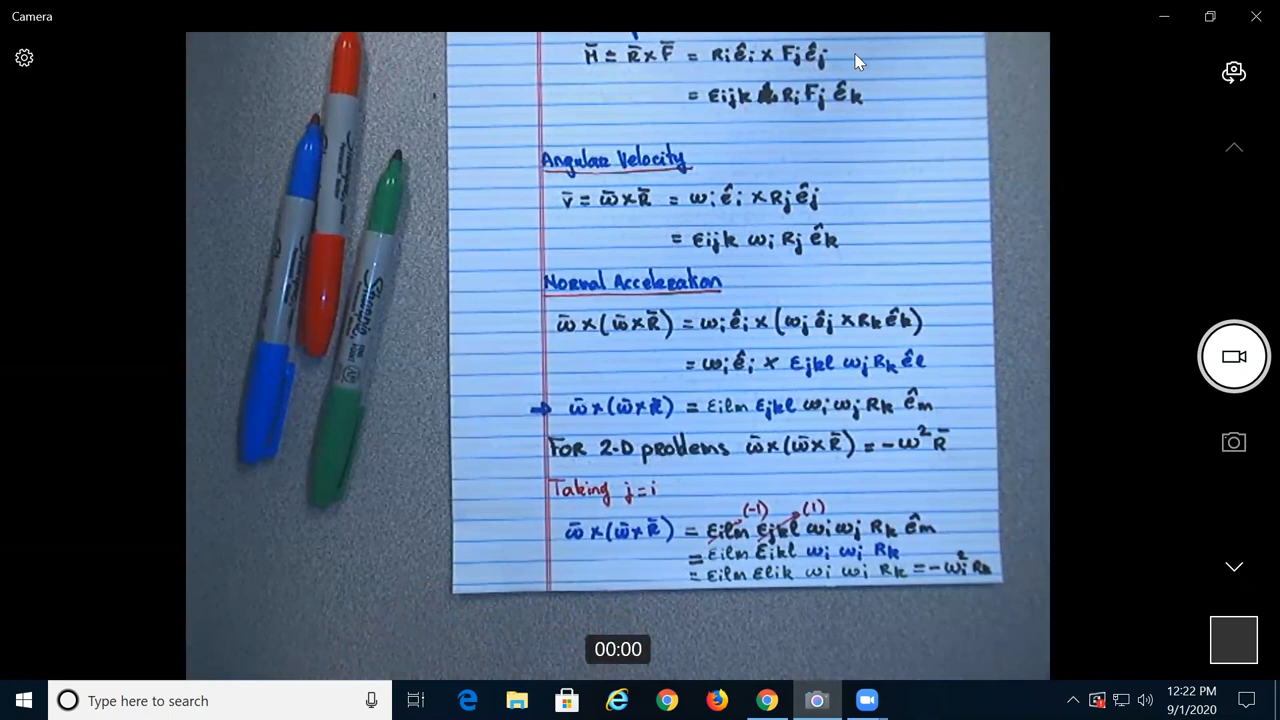 Camera
M̄ = R̄ × F̄ = Ri êi × Fj êj
= εijk Ri Fj êk
Angular Velocity
v̄ = ω̄ × R̄ = ωi êi × Rj êj
= εijk ωi Rj êk
Normal Acceleration
ω̄ × (ω̄ × R̄) = ωi êi × (ωj êj × Rk êk)
= ωi êi × εjkl ωj Rk êl
→ ω̄ × (ω̄ × R̄) = εilm εjkl ωi ωj Rk êm
FOR 2-D problems ω̄ × (ω̄ × R̄) = -ω² R̄
Taking j = i
(-1) (1)
ω̄ × (ω̄ × R̄) = εilm εjkl ωi ωj Rk êm
= εilm εikl ωi ωi Rk
= εilm εlik ωi ωi Rk = -ωi² Rk
00:00
Type here to search
12:22 PM
9/1/2020